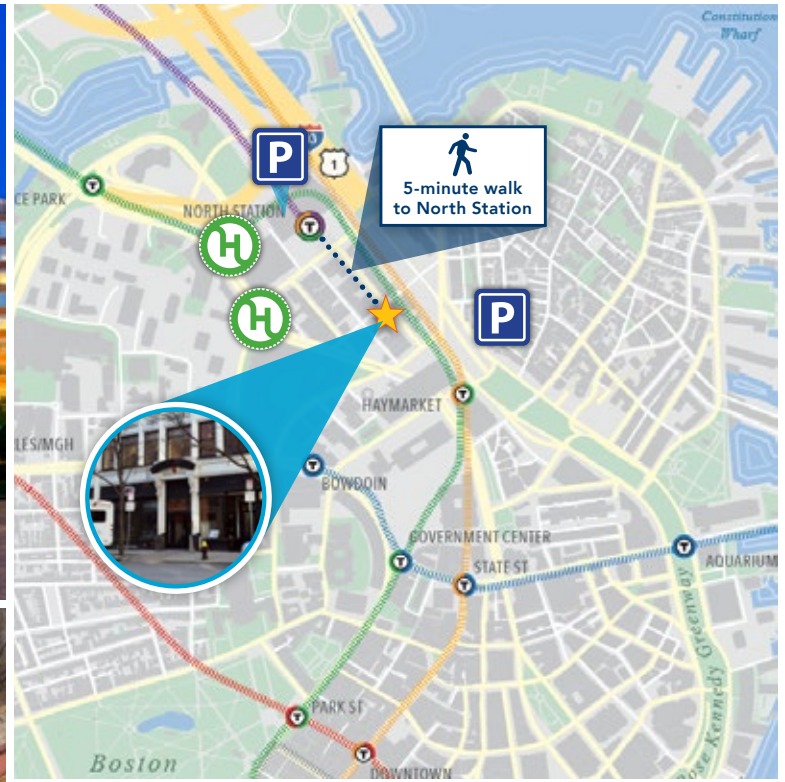 Constitution
Wharf
P
1
5-minute walk
to North Station
CE PARK
T
NORTH STATION
T
H
H
P
HAYMARKET
T
LES/MGH
T
BOWDOIN
GOVERNMENT CENTER
T
STATE ST
T
T
AQUARIUM
ose Kennedy Greenway
PARK ST
T
T
Boston
DOWNTOWN